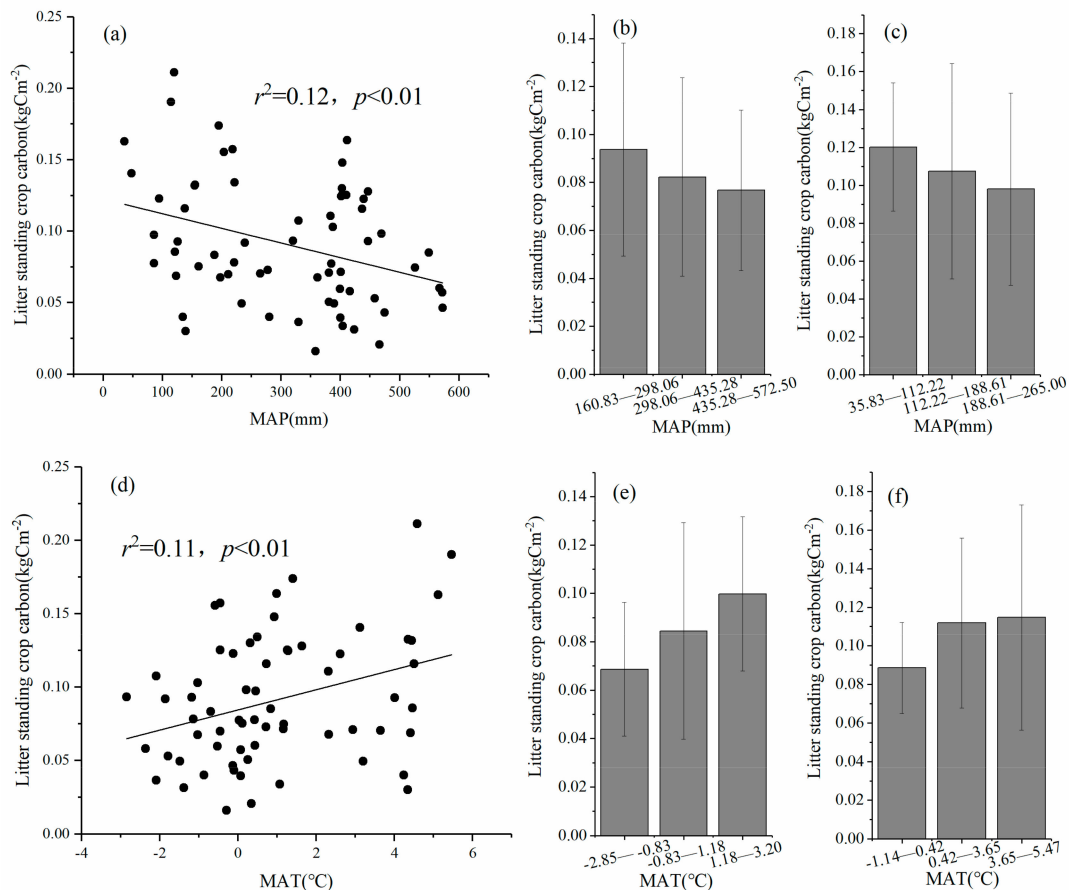 (a)
r²=0.12，p<0.01
Litter standing crop carbon(kgCm⁻²)
0.25
0.20
0.15
0.10
0.05
0.00
0 100 200 300 400 500 600
MAP(mm)
(b)
Litter standing crop carbon(kgCm⁻²)
0.14
0.12
0.10
0.08
0.06
0.04
0.02
0.00
160.83—298.06
298.06—435.28
435.28—572.50
MAP(mm)
(c)
Litter standing crop carbon(kgCm⁻²)
0.18
0.16
0.14
0.12
0.10
0.08
0.06
0.04
0.02
0.00
35.83—112.22
112.22—188.61
188.61—265.00
MAP(mm)
(d)
r²=0.11，p<0.01
Litter standing crop carbon(kgCm⁻²)
0.25
0.20
0.15
0.10
0.05
0.00
-4 -2 0 2 4 6
MAT(°C)
(e)
Litter standing crop carbon(kgCm⁻²)
0.14
0.12
0.10
0.08
0.06
0.04
0.02
0.00
-2.85— -0.83
-0.83—1.18
1.18—3.20
MAT(°C)
(f)
Litter standing crop carbon(kgCm⁻²)
0.18
0.16
0.14
0.12
0.10
0.08
0.06
0.04
0.02
0.00
-1.14—0.42
0.42—3.65
3.65—5.47
MAT(°C)